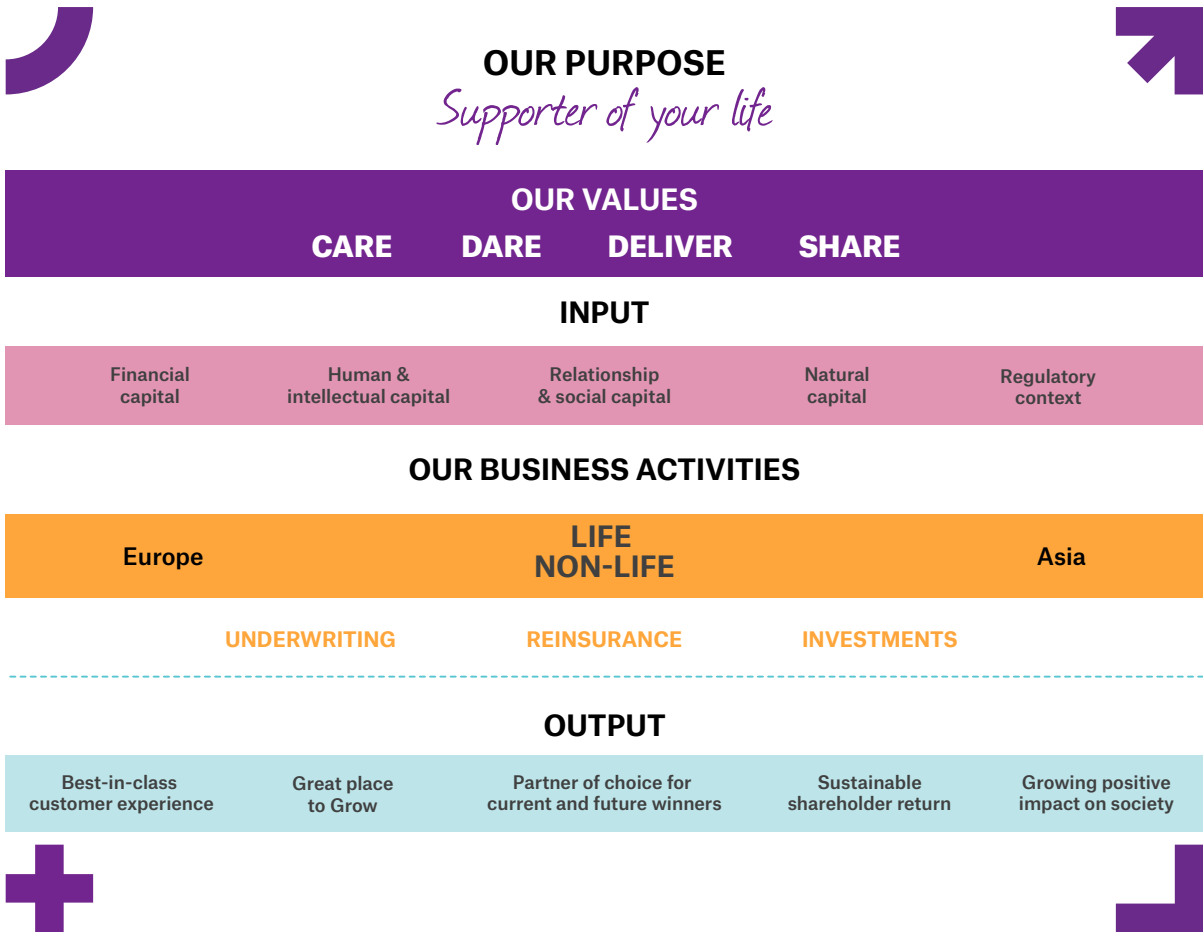 OUR PURPOSE
Supporter of your life
OUR VALUES
CARE DARE DELIVER SHARE
INPUT
Financial
capital
Human &
intellectual capital
Relationship
& social capital
Natural
capital
Regulatory
context
OUR BUSINESS ACTIVITIES
Europe
LIFE
NON-LIFE
Asia
UNDERWRITING REINSURANCE INVESTMENTS
OUTPUT
Best-in-class
customer experience
Great place
to Grow
Partner of choice for
current and future winners
Sustainable
shareholder return
Growing positive
impact on society